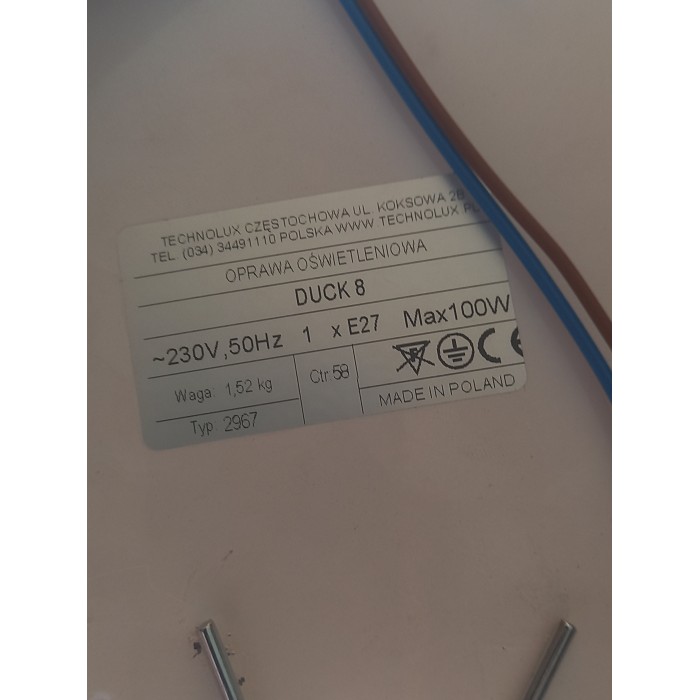 TECHNOLUX CZĘSTOCHOWA UL. KOKSOWA 2B
TEL. (034) 34491110 POLSKA WWW TECHNOLUX
OPRAWA OŚWIETLENIOWA
DUCK 8
~230V,50Hz 1 x E27 Max100W
Waga: 1,52 kg Ctr.58 CE
Typ: 2967 MADE IN POLAND